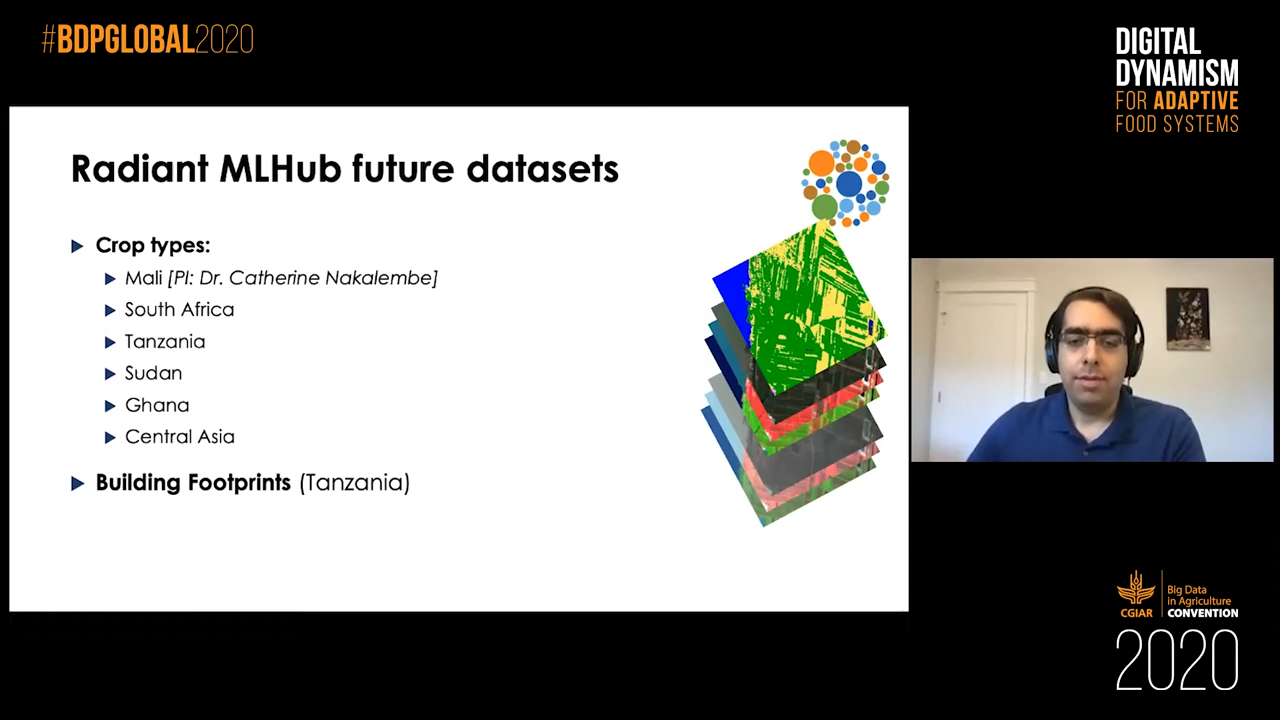 #BDPGLOBAL2020
DIGITAL
DYNAMISM
FOR ADAPTIVE
FOOD SYSTEMS
Radiant MLHub future datasets
Crop types:
Mali [PI: Dr. Catherine Nakalembe]
South Africa
Tanzania
Sudan
Ghana
Central Asia
Building Footprints (Tanzania)
CGIAR
Big Data
in Agriculture
CONVENTION
2020